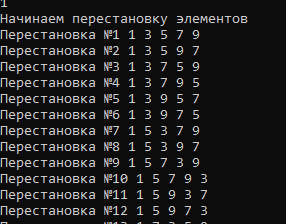 1
Начинаем перестановку элементов
Перестановка №1 1 3 5 7 9
Перестановка №2 1 3 5 9 7
Перестановка №3 1 3 7 5 9
Перестановка №4 1 3 7 9 5
Перестановка №5 1 3 9 5 7
Перестановка №6 1 3 9 7 5
Перестановка №7 1 5 3 7 9
Перестановка №8 1 5 3 9 7
Перестановка №9 1 5 7 3 9
Перестановка №10 1 5 7 9 3
Перестановка №11 1 5 9 3 7
Перестановка №12 1 5 9 7 3